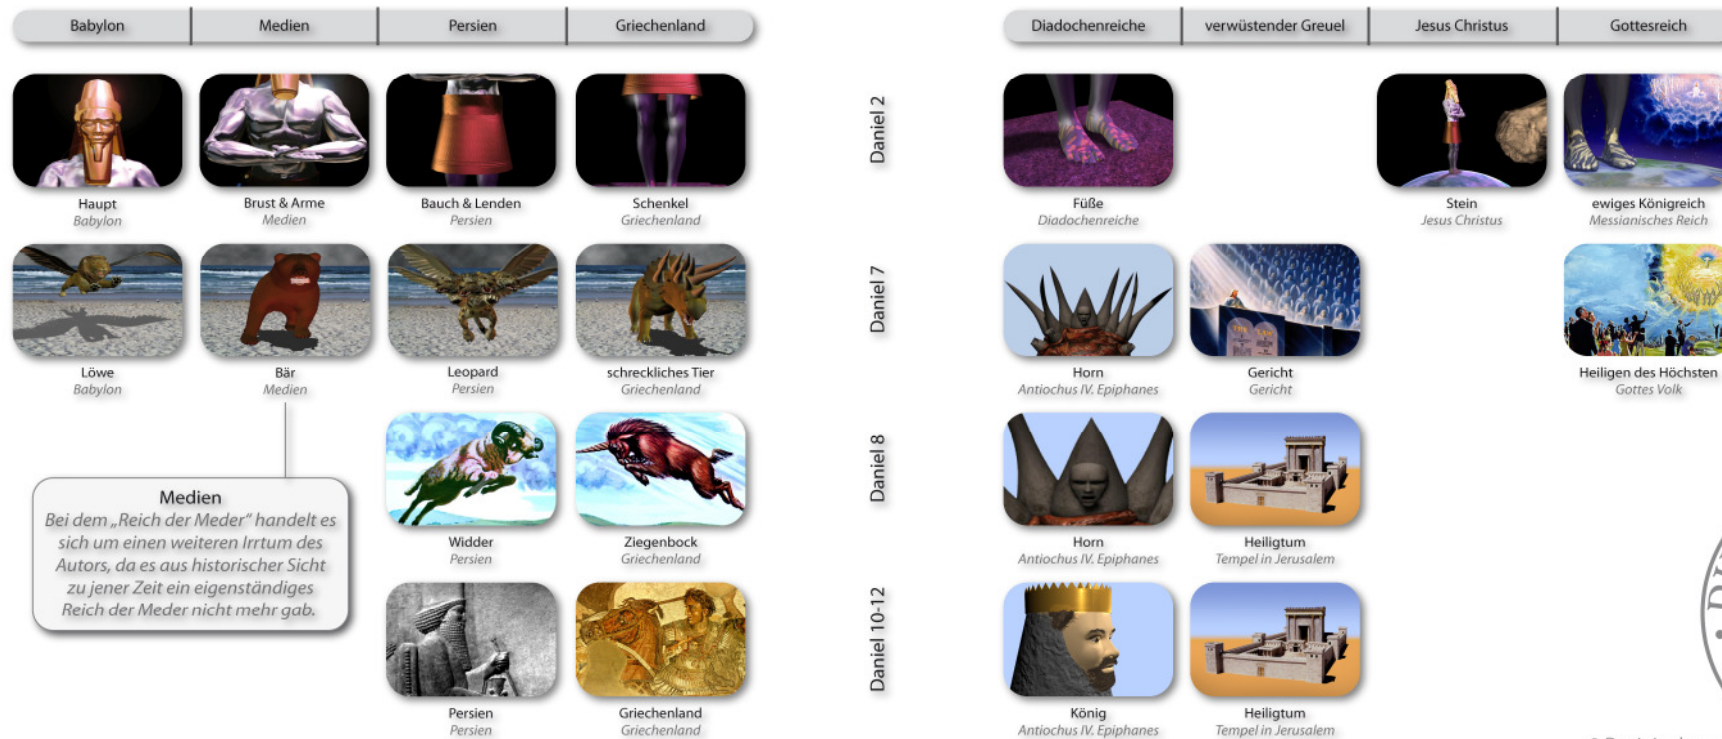 Babylon
Medien
Persien
Griechenland
Diadochenreiche
verwüstender Greuel
Jesus Christus
Gottesreich
Daniel 2
Haupt
Babylon
Brust & Arme
Medien
Bauch & Lenden
Persien
Schenkel
Griechenland
Füße
Diadochenreiche
Stein
Jesus Christus
ewiges Königreich
Messianisches Reich
Daniel 7
Löwe
Babylon
Bär
Medien
Leopard
Persien
schreckliches Tier
Griechenland
Horn
Antiochus IV. Epiphanes
Gericht
Gericht
Heiligen des Höchsten
Gottes Volk
Medien
Bei dem „Reich der Meder“ handelt es
sich um einen weiteren Irrtum des
Autors, da es aus historischer Sicht
zu jener Zeit ein eigenständiges
Reich der Meder nicht mehr gab.
Daniel 8
Widder
Persien
Ziegenbock
Griechenland
Horn
Antiochus IV. Epiphanes
Heiligtum
Tempel in Jerusalem
Daniel 10-12
Persien
Persien
Griechenland
Griechenland
König
Antiochus IV. Epiphanes
Heiligtum
Tempel in Jerusalem